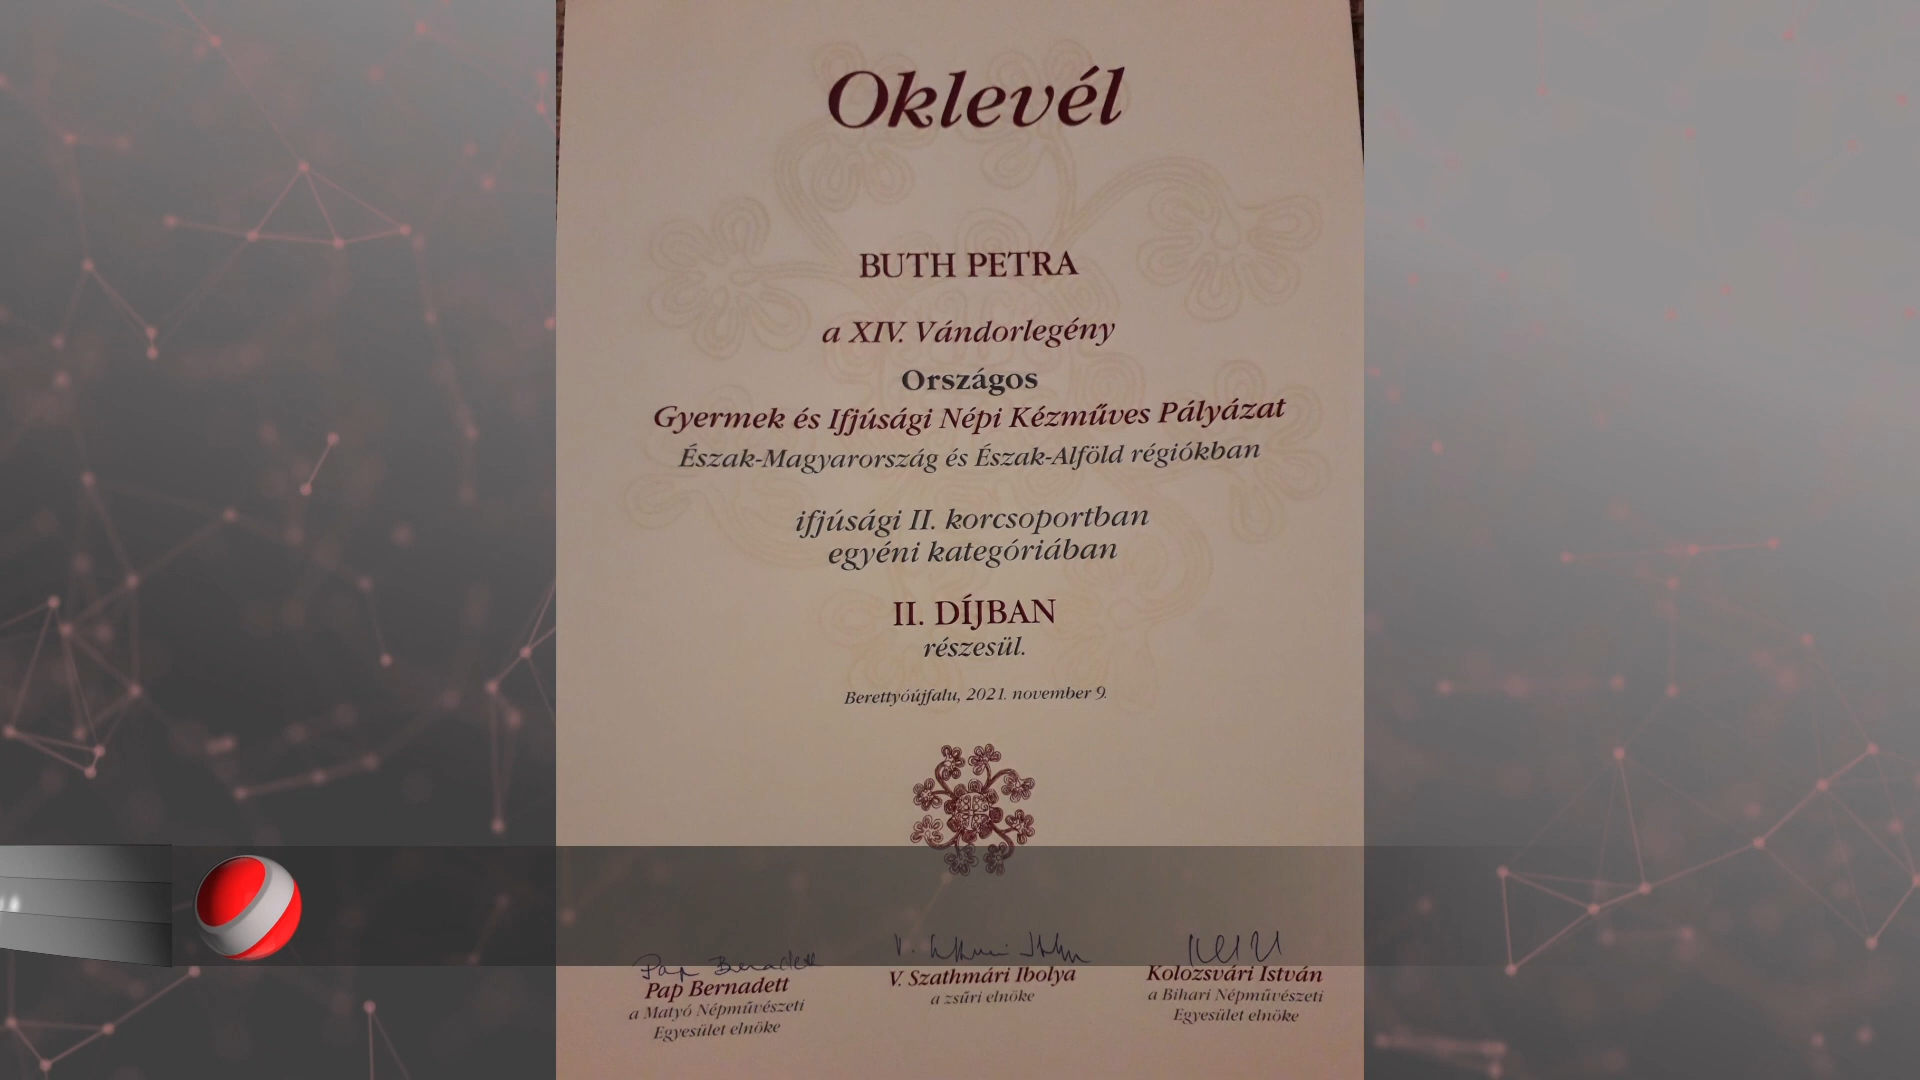 Oklevél
BUTH PETRA
a XIV. Vándorlegény
Országos
Gyermek és Ifjúsági Népi Kézműves Pályázat
Észak-Magyarország és Észak-Alföld régiókban
ifjúsági II. korcsoportban
egyéni kategóriában
II. DÍJBAN
részesül.
Berettyóújfalu, 2021. november 9.
Pap Bernadett
Pap Bernadett
a Matyó Népművészeti
Egyesület elnöke
V. Szathmári Ibolya
a zsűri elnöke
Kolozsvári István
a Bihari Népművészeti
Egyesület elnöke